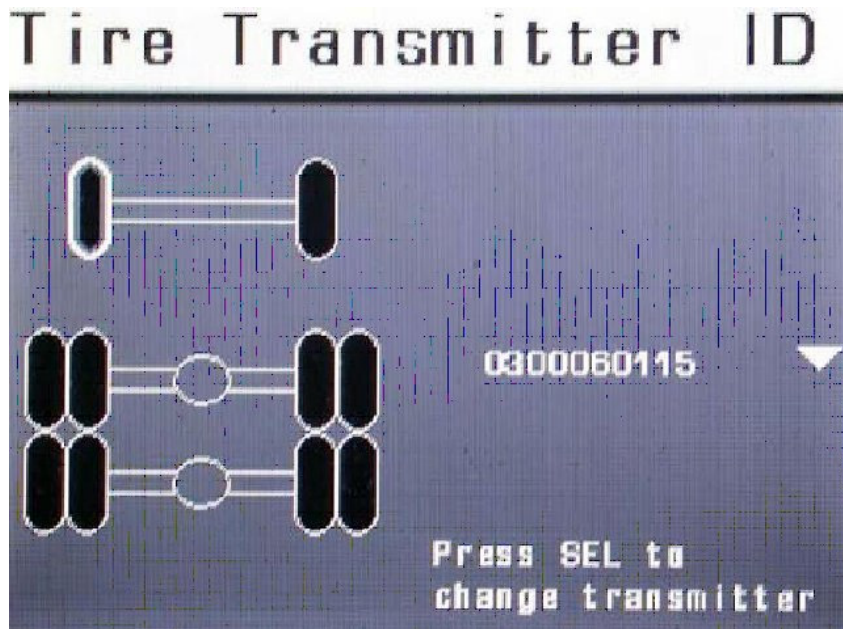 Tire Transmitter ID
0300060115
Press SEL to
change transmitter